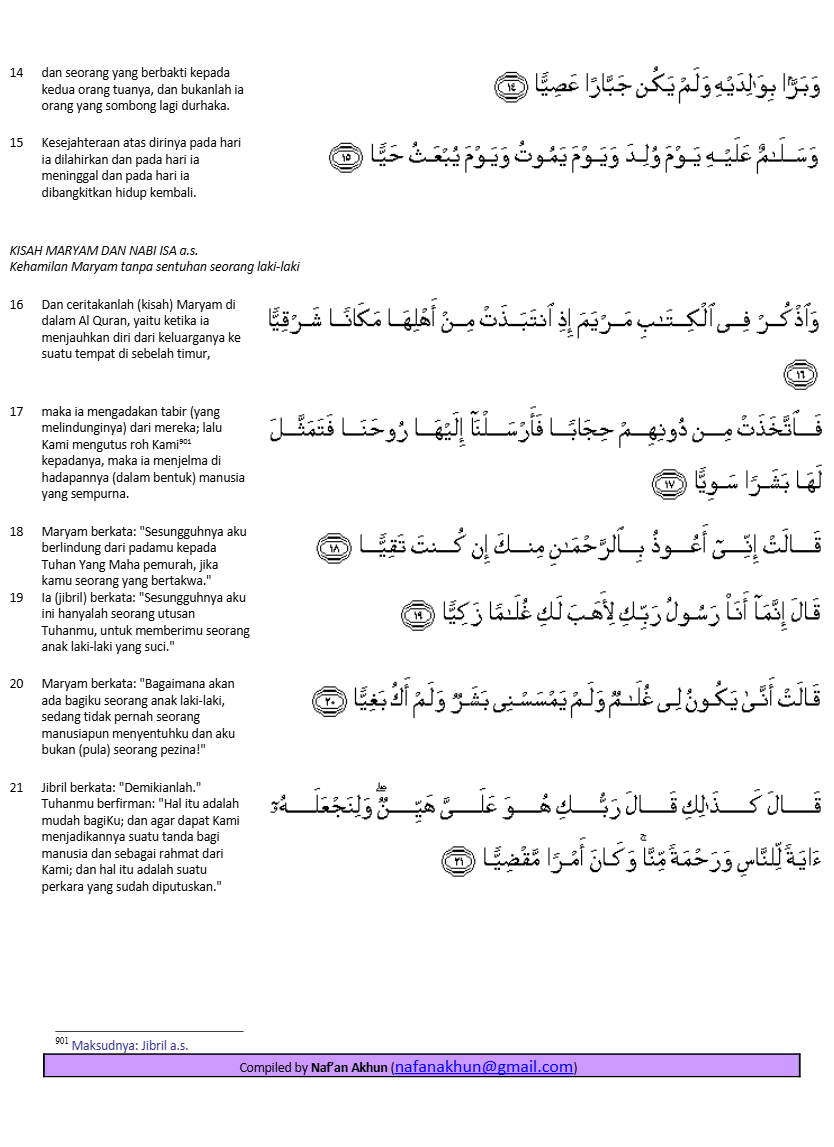 14 dan seorang yang berbakti kepada
kedua orang tuanya, dan bukanlah ia
orang yang sombong lagi durhaka.
وَبَرًّۢا بِوَٰلِدَيْهِ وَلَمْ يَكُن جَبَّارًا عَصِيًّا ١٤
15 Kesejahteraan atas dirinya pada hari
ia dilahirkan dan pada hari ia
meninggal dan pada hari ia
dibangkitkan hidup kembali.
وَسَلَـٰمٌ عَلَيْهِ يَوْمَ وُلِدَ وَيَوْمَ يَمُوتُ وَيَوْمَ يُبْعَثُ حَيًّا ١٥
KISAH MARYAM DAN NABI ISA a.s.
Kehamilan Maryam tanpa sentuhan seorang laki-laki
16 Dan ceritakanlah (kisah) Maryam di
dalam Al Quran, yaitu ketika ia
menjauhkan diri dari keluarganya ke
suatu tempat di sebelah timur,
وَٱذْكُرْ فِى ٱلْكِتَـٰبِ مَرْيَمَ إِذِ ٱنتَبَذَتْ مِنْ أَهْلِهَا مَكَانًا شَرْقِيًّا
١٦
17 maka ia mengadakan tabir (yang
melindunginya) dari mereka; lalu
Kami mengutus roh Kami901
kepadanya, maka ia menjelma di
hadapannya (dalam bentuk) manusia
yang sempurna.
فَٱتَّخَذَتْ مِن دُونِهِمْ حِجَابًا فَأَرْسَلْنَآ إِلَيْهَا رُوحَنَا فَتَمَثَّلَ
لَهَا بَشَرًا سَوِيًّا ١٧
18 Maryam berkata: "Sesungguhnya aku
berlindung dari padamu kepada
Tuhan Yang Maha pemurah, jika
kamu seorang yang bertakwa."
قَالَتْ إِنِّىٓ أَعُوذُ بِٱلرَّحْمَـٰنِ مِنكَ إِن كُنتَ تَقِيًّا ١٨
19 Ia (jibril) berkata: "Sesungguhnya aku
ini hanyalah seorang utusan
Tuhanmu, untuk memberimu seorang
anak laki-laki yang suci."
قَالَ إِنَّمَآ أَنَا۠ رَسُولُ رَبِّكِ لِأَهَبَ لَكِ غُلَـٰمًا زَكِيًّا ١٩
20 Maryam berkata: "Bagaimana akan
ada bagiku seorang anak laki-laki,
sedang tidak pernah seorang
manusiapun menyentuhku dan aku
bukan (pula) seorang pezina!"
قَالَتْ أَنَّىٰ يَكُونُ لِى غُلَـٰمٌ وَلَمْ يَمْسَسْنِى بَشَرٌ وَلَمْ أَكُ بَغِيًّا ٢٠
21 Jibril berkata: "Demikianlah."
Tuhanmu berfirman: "Hal itu adalah
mudah bagiKu; dan agar dapat Kami
menjadikannya suatu tanda bagi
manusia dan sebagai rahmat dari
Kami; dan hal itu adalah suatu
perkara yang sudah diputuskan."
قَالَ كَذَٰلِكِ قَالَ رَبُّكِ هُوَ عَلَىَّ هَيِّنٌ ۖ وَلِنَجْعَلَهُۥٓ
ءَايَةً لِّلنَّاسِ وَرَحْمَةً مِّنَّا ۚ وَكَانَ أَمْرًا مَّقْضِيًّا ٢١
901 Maksudnya: Jibril a.s.
Compiled by Naf’an Akhun (nafanakhun@gmail.com)